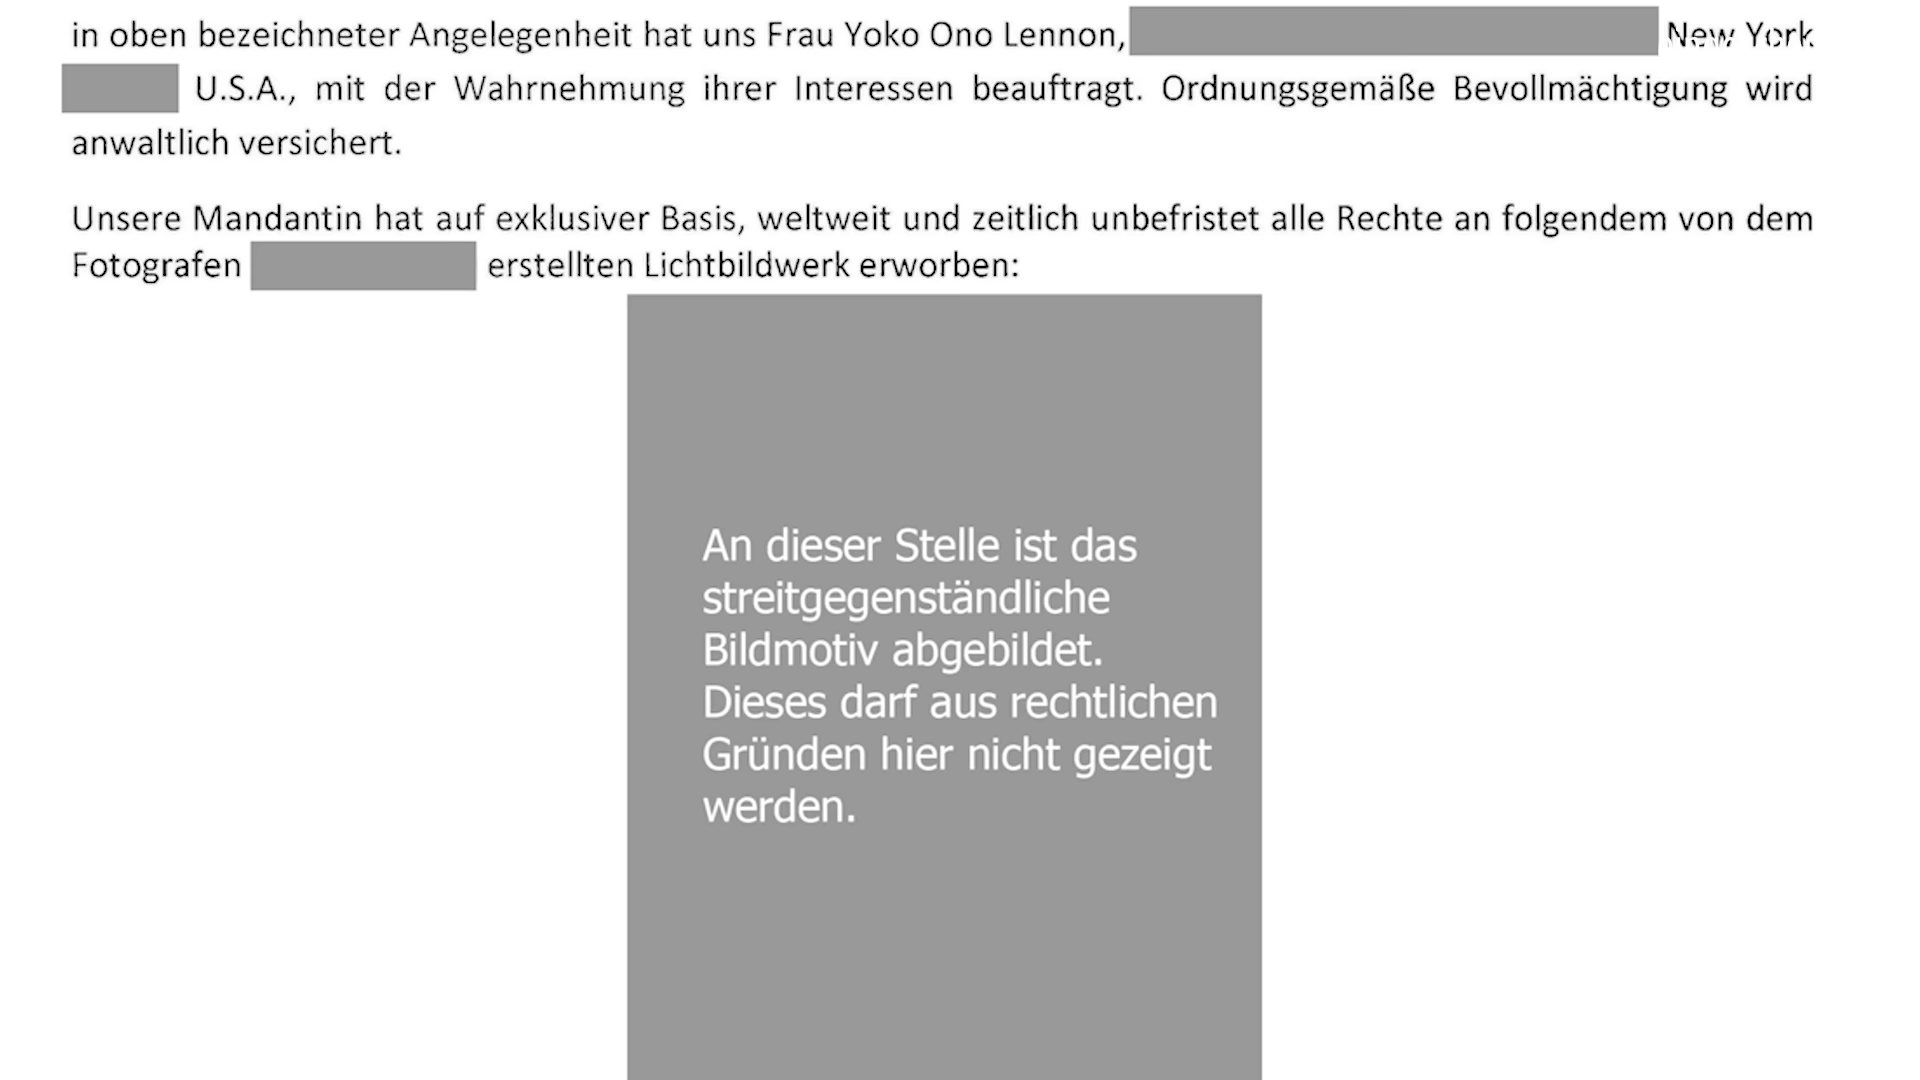 in oben bezeichneter Angelegenheit hat uns Frau Yoko Ono Lennon, New York
U.S.A., mit der Wahrnehmung ihrer Interessen beauftragt. Ordnungsgemäße Bevollmächtigung wird
anwaltlich versichert.
Unsere Mandantin hat auf exklusiver Basis, weltweit und zeitlich unbefristet alle Rechte an folgendem von dem
Fotografen erstellten Lichtbildwerk erworben:
An dieser Stelle ist das
streitgegenständliche
Bildmotiv abgebildet.
Dieses darf aus rechtlichen
Gründen hier nicht gezeigt
werden.